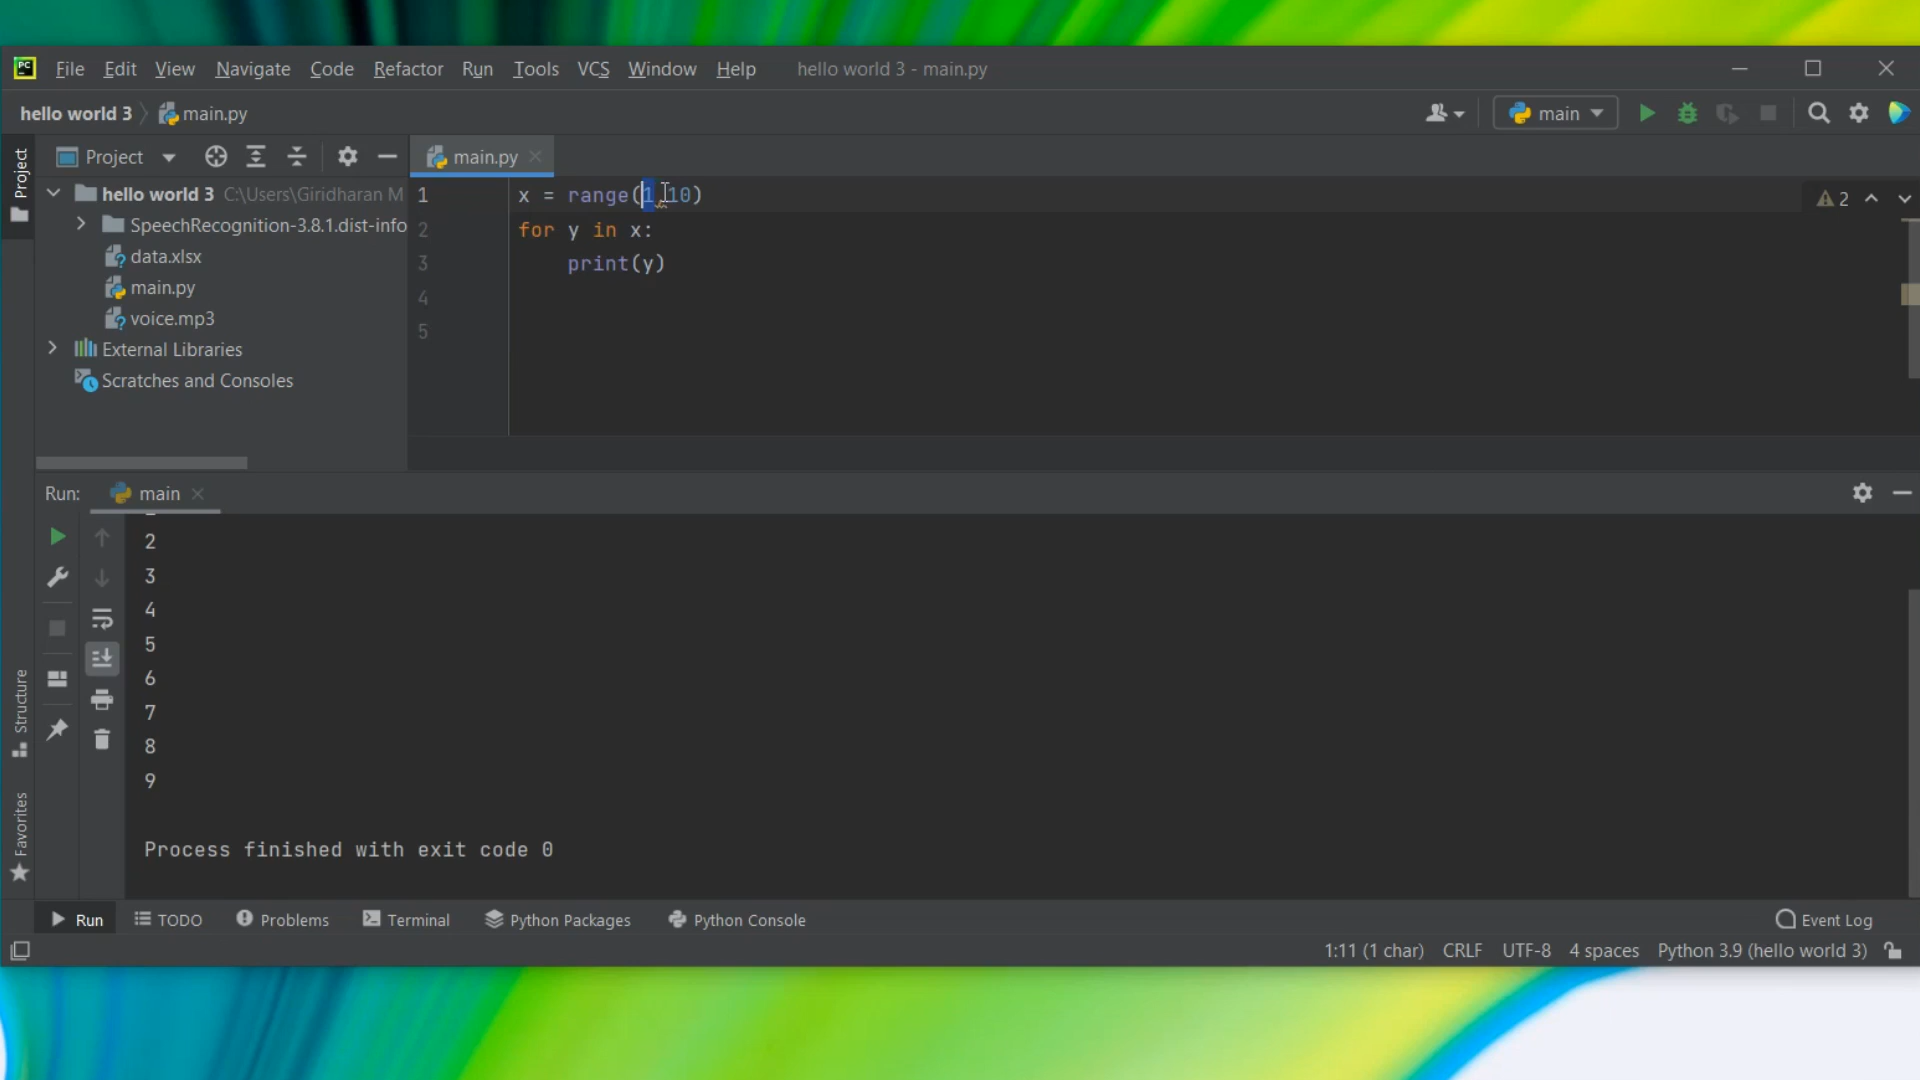 PC File Edit View Navigate Code Refactor Run Tools VCS Window Help hello world 3 - main.py
hello world 3 main.py main
Project main.py
Project
hello world 3 C:\Users\Giridharan M
SpeechRecognition-3.8.1.dist-info
data.xlsx
main.py
voice.mp3
External Libraries
Scratches and Consoles
1 x = range(1,10)
2 for y in x:
3 print(y)
4
5
2
Run: main
2
3
4
5
6
7
8
9
Process finished with exit code 0
Structure
Favorites
Run TODO Problems Terminal Python Packages Python Console Event Log
1:11 (1 char) CRLF UTF-8 4 spaces Python 3.9 (hello world 3)